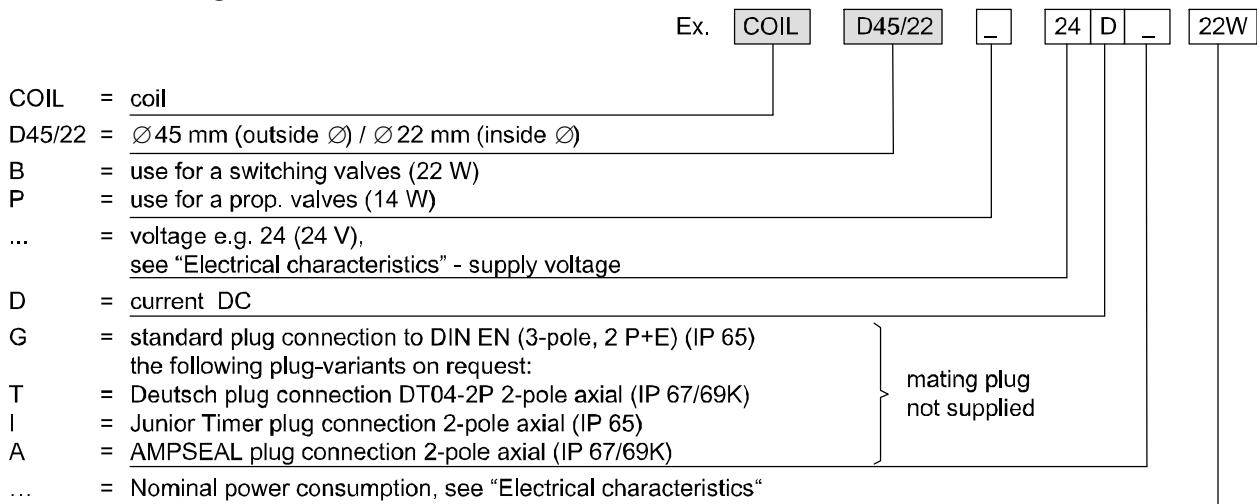 Ex. COIL D45/22 _ 24 D _ 22W
COIL = coil
D45/22 = ∅ 45 mm (outside ∅) / ∅ 22 mm (inside ∅)
B = use for a switching valves (22 W)
P = use for a prop. valves (14 W)
... = voltage e.g. 24 (24 V),
see “Electrical characteristics” - supply voltage
D = current DC
G = standard plug connection to DIN EN (3-pole, 2 P+E) (IP 65)
the following plug-variants on request:
T = Deutsch plug connection DT04-2P 2-pole axial (IP 67/69K)
I = Junior Timer plug connection 2-pole axial (IP 65)
A = AMPSEAL plug connection 2-pole axial (IP 67/69K)
mating plug
not supplied
... = Nominal power consumption, see “Electrical characteristics“